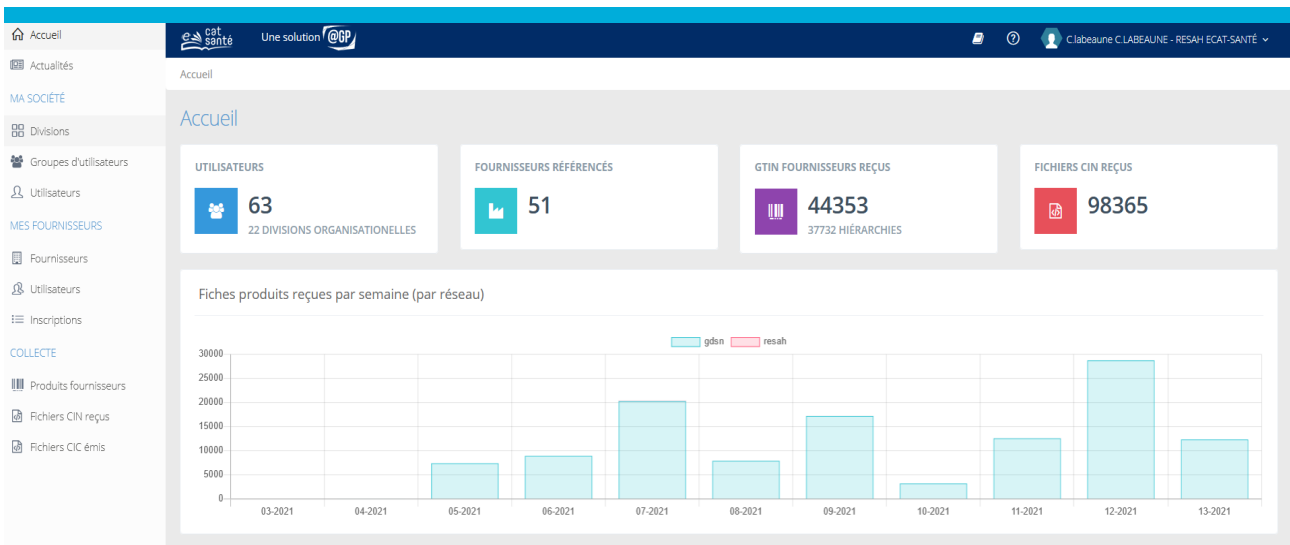 Accueil
e cat santé
Une solution @GP
C.labeaune C.LABEAUNE - RESAH ECAT-SANTÉ
Actualités
MA SOCIÉTÉ
Divisions
Groupes d'utilisateurs
Utilisateurs
MES FOURNISSEURS
Fournisseurs
Utilisateurs
Inscriptions
COLLECTE
Produits fournisseurs
Fichiers CIN reçus
Fichiers CIC émis
Accueil
Accueil
UTILISATEURS
63
22 DIVISIONS ORGANISATIONELLES
FOURNISSEURS RÉFÉRENCÉS
51
GTIN FOURNISSEURS REÇUS
44353
37732 HIÉRARCHIES
FICHIERS CIN REÇUS
98365
Fiches produits reçues par semaine (par réseau)
gdsn resah
30000
25000
20000
15000
10000
5000
0
03-2021 04-2021 05-2021 06-2021 07-2021 08-2021 09-2021 10-2021 11-2021 12-2021 13-2021